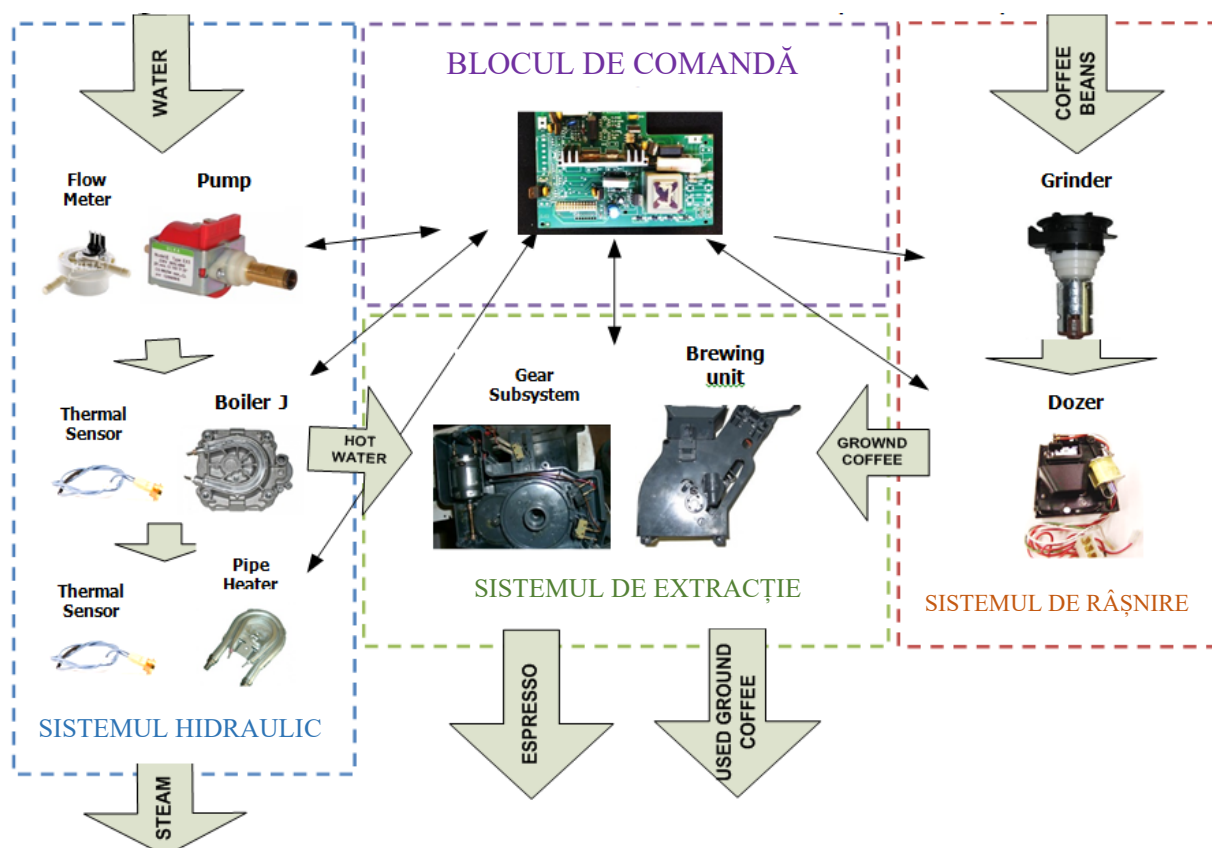 WATER
BLOCUL DE COMANDĂ
COFFEE
BEANS
Flow
Meter
Pump
Grinder
Thermal
Sensor
Boiler J
HOT
WATER
Gear
Subsystem
Brewing
unit
GROWND
COFFEE
Dozer
Thermal
Sensor
Pipe
Heater
SISTEMUL DE EXTRACȚIE
SISTEMUL DE RÂȘNIRE
SISTEMUL HIDRAULIC
ESPRESSO
USED GROUND
COFFEE
STEAM